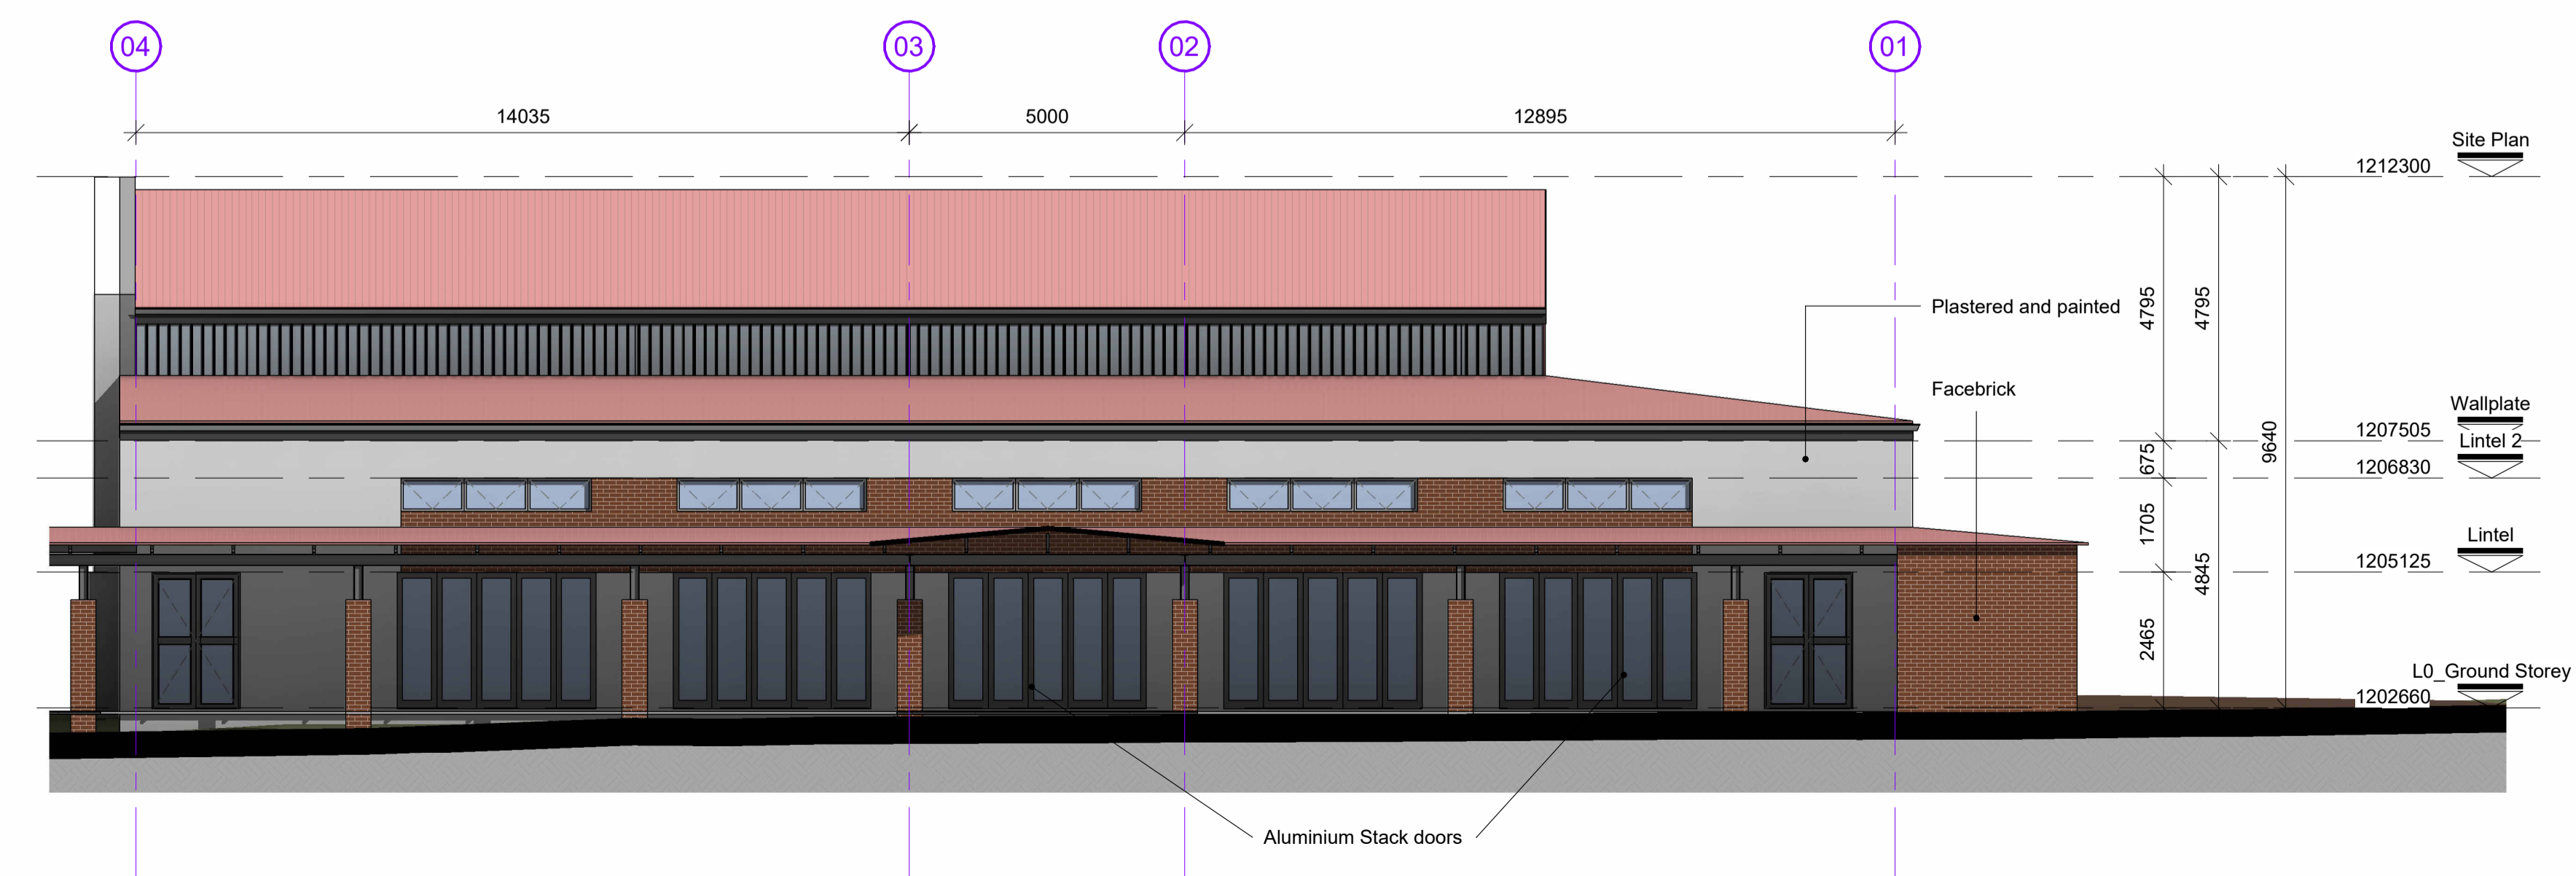 04
03
02
01
14035
5000
12895
Site Plan
1212300
Plastered and painted
4795
4795
Facebrick
Wallplate
1207505
Lintel 2
675
9640
1206830
1705
Lintel
1205125
4845
2465
L0_Ground Storey
1202660
Aluminium Stack doors